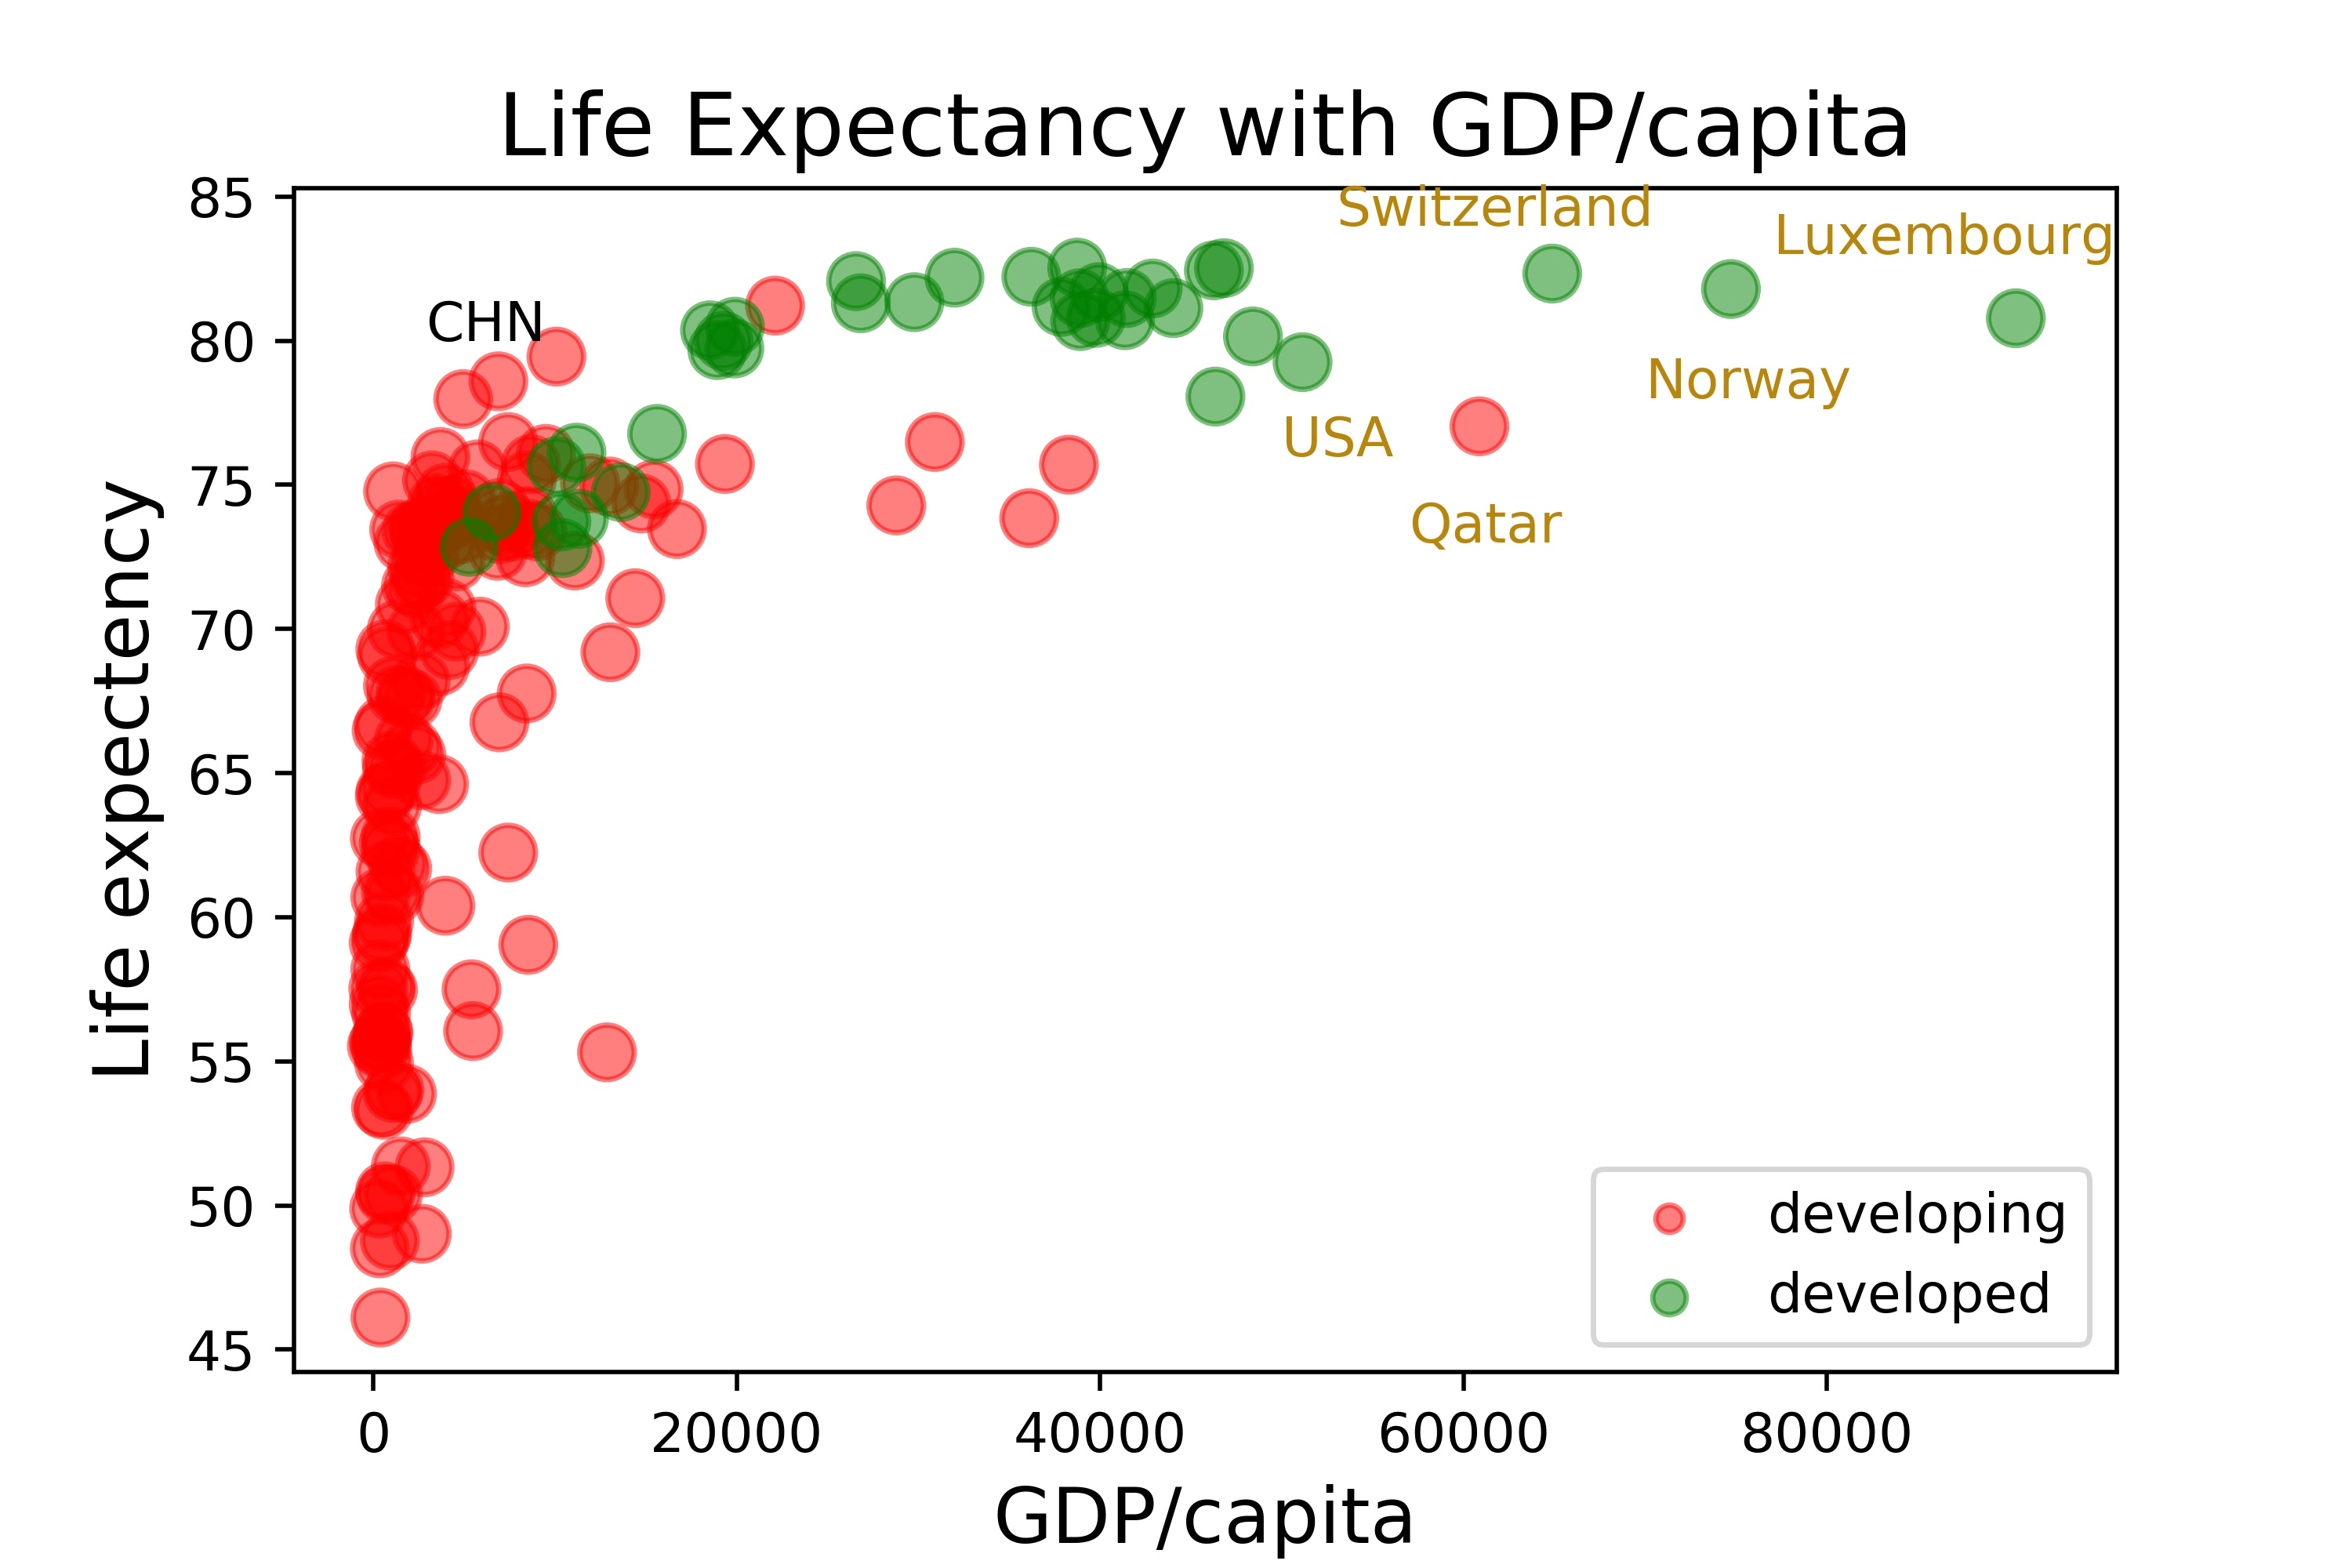 Life Expectancy with GDP/capita
85
80
75
70
65
60
55
50
45
Life expectency
Switzerland
Luxembourg
CHN
Norway
USA
Qatar
developing
developed
0 20000 40000 60000 80000
GDP/capita